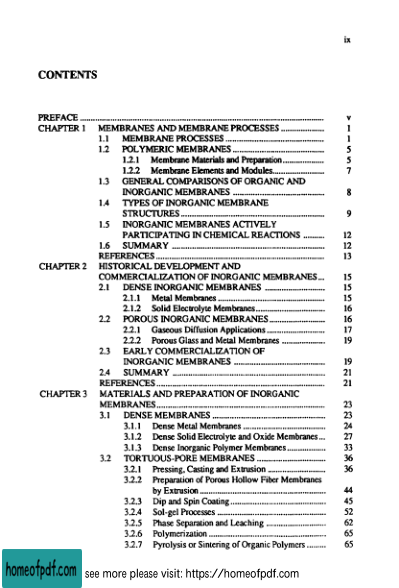 ix
CONTENTS
PREFACE ........ v
CHAPTER 1 MEMBRANES AND MEMBRANE PROCESSES ........ 1
1.1 MEMBRANE PROCESSES ........ 1
1.2 POLYMERIC MEMBRANES ........ 5
1.2.1 Membrane Materials and Preparation ........ 5
1.2.2 Membrane Elements and Modules ........ 7
1.3 GENERAL COMPARISONS OF ORGANIC AND
INORGANIC MEMBRANES ........ 8
1.4 TYPES OF INORGANIC MEMBRANE
STRUCTURES ........ 9
1.5 INORGANIC MEMBRANES ACTIVELY
PARTICIPATING IN CHEMICAL REACTIONS ........ 12
1.6 SUMMARY ........ 12
REFERENCES ........ 13
CHAPTER 2 HISTORICAL DEVELOPMENT AND
COMMERCIALIZATION OF INORGANIC MEMBRANES... 15
2.1 DENSE INORGANIC MEMBRANES ........ 15
2.1.1 Metal Membranes ........ 15
2.1.2 Solid Electrolyte Membranes ........ 16
2.2 POROUS INORGANIC MEMBRANES ........ 16
2.2.1 Gaseous Diffusion Applications ........ 17
2.2.2 Porous Glass and Metal Membranes ........ 19
2.3 EARLY COMMERCIALIZATION OF
INORGANIC MEMBRANES ........ 19
2.4 SUMMARY ........ 21
REFERENCES ........ 21
CHAPTER 3 MATERIALS AND PREPARATION OF INORGANIC
MEMBRANES ........ 23
3.1 DENSE MEMBRANES ........ 23
3.1.1 Dense Metal Membranes ........ 24
3.1.2 Dense Solid Electrolyte and Oxide Membranes... 27
3.1.3 Dense Inorganic Polymer Membranes ........ 33
3.2 TORTUOUS-PORE MEMBRANES ........ 36
3.2.1 Pressing, Casting and Extrusion ........ 36
3.2.2 Preparation of Porous Hollow Fiber Membranes
by Extrusion ........ 44
3.2.3 Dip and Spin Coating ........ 45
3.2.4 Sol-gel Processes ........ 52
3.2.5 Phase Separation and Leaching ........ 62
3.2.6 Polymerization ........ 65
3.2.7 Pyrolysis or Sintering of Organic Polymers ........ 65
homeofpdf.com see more please visit: https://homeofpdf.com